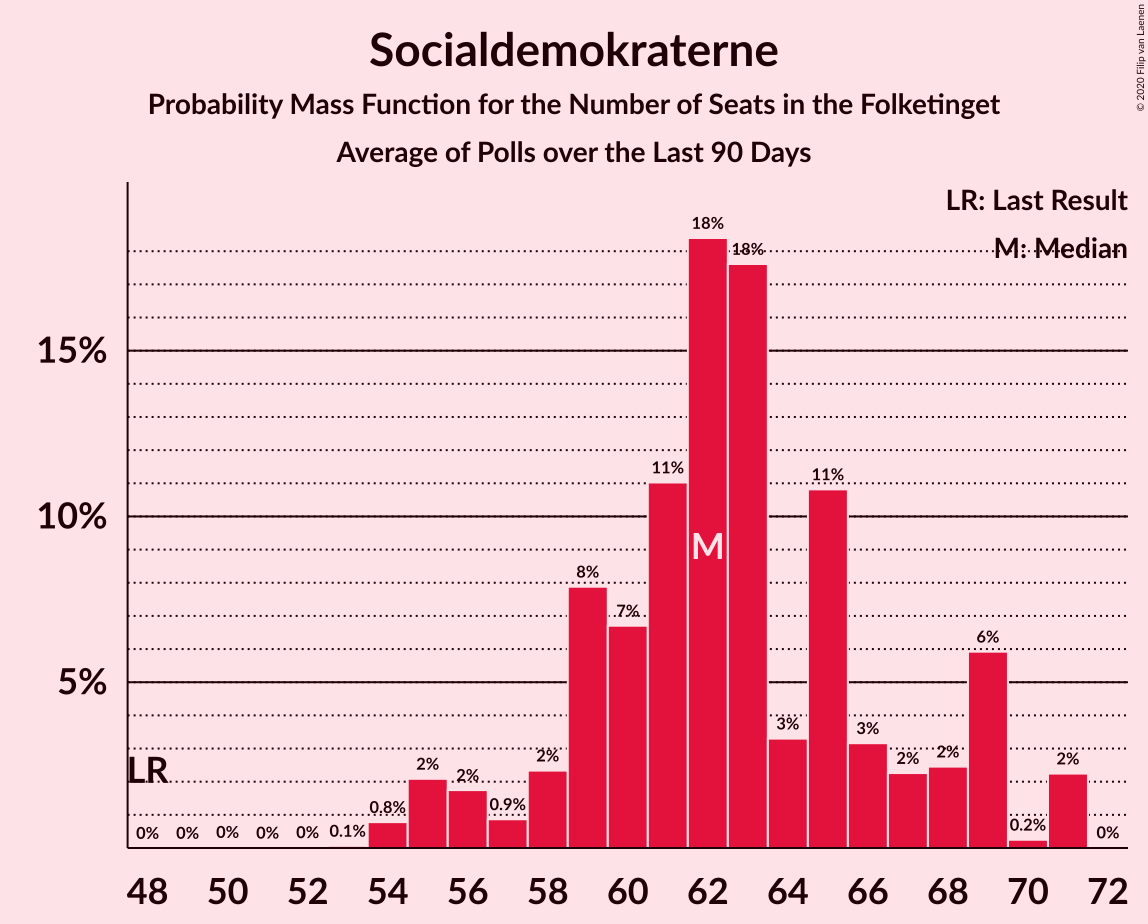 Socialdemokraterne
Probability Mass Function for the Number of Seats in the Folketinget
Average of Polls over the Last 90 Days
© 2020 Filip van Laenen
LR: Last Result
M: Median
15%
10%
5%
LR
M
0% 0% 0% 0% 0% 0.1% 0.8% 2% 2% 0.9% 2% 8% 7% 11% 18% 18% 3% 11% 3% 2% 2% 6% 0.2% 2% 0%
48 50 52 54 56 58 60 62 64 66 68 70 72